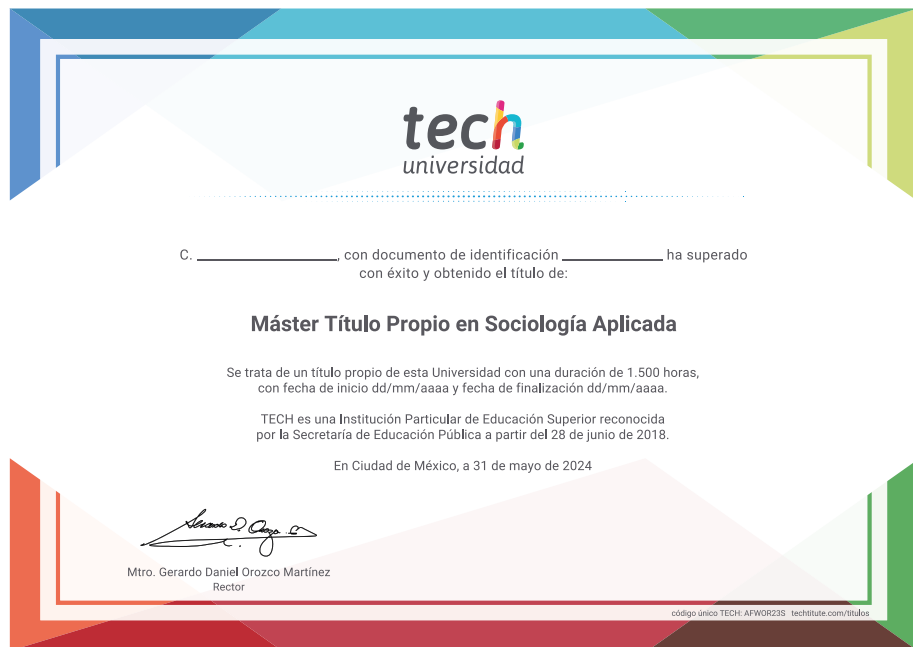 tech
universidad
C. ____________________, con documento de identificación ______________ ha superado
con éxito y obtenido el título de:
Máster Título Propio en Sociología Aplicada
Se trata de un título propio de esta Universidad con una duración de 1.500 horas,
con fecha de inicio dd/mm/aaaa y fecha de finalización dd/mm/aaaa.
TECH es una Institución Particular de Educación Superior reconocida
por la Secretaría de Educación Pública a partir del 28 de junio de 2018.
En Ciudad de México, a 31 de mayo de 2024
Mtro. Gerardo Daniel Orozco Martínez
Rector
código único TECH: AFWOR23S techtitute.com/titulos